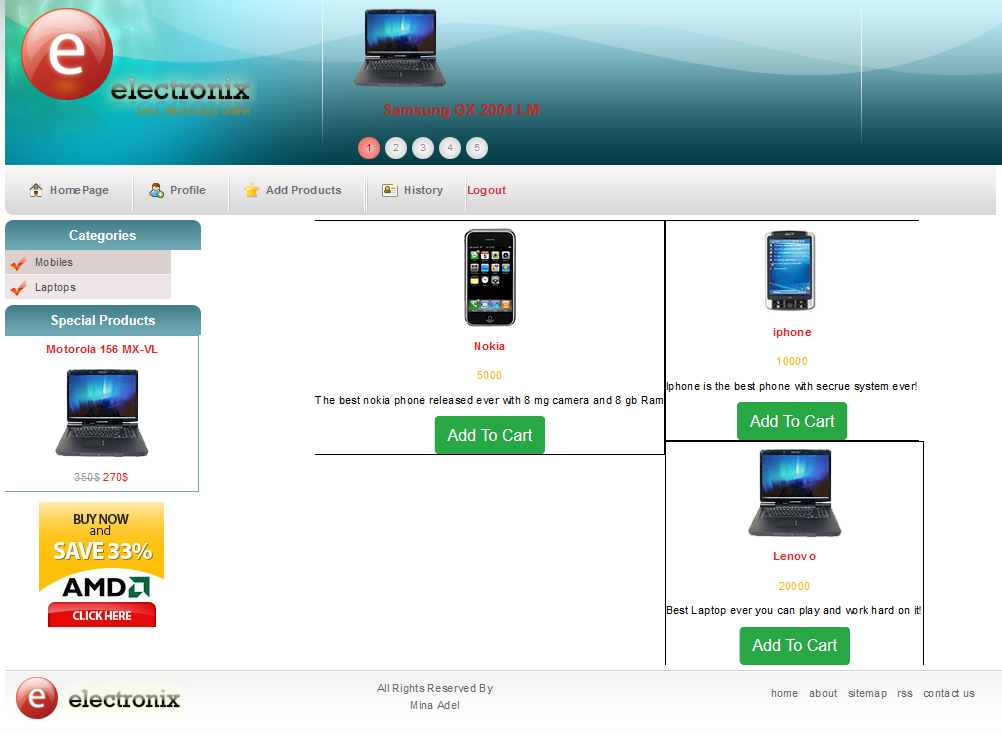 e
electronix
best electronics online
Samsung GX 2004 LM
1 2 3 4 5
HomePage Profile Add Products History Logout
Categories
Mobiles
Laptops
Special Products
Motorola 156 MX-VL
350$ 270$
BUY NOW
and
SAVE 33%
AMD
CLICK HERE
Nokia
5000
The best nokia phone released ever with 8 mg camera and 8 gb Ram
Add To Cart
iphone
10000
Iphone is the best phone with secrue system ever!
Add To Cart
Lenovo
20000
Best Laptop ever you can play and work hard on it!
Add To Cart
e
electronix
All Rights Reserved By
Mina Adel
home about sitemap rss contact us